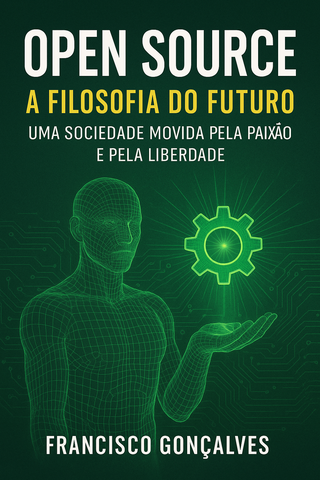 OPEN SOURCE
A FILOSOFIA DO FUTURO
UMA SOCIEDADE MOVIDA PELA PAIXÃO
E PELA LIBERDADE
FRANCISCO GONÇALVES